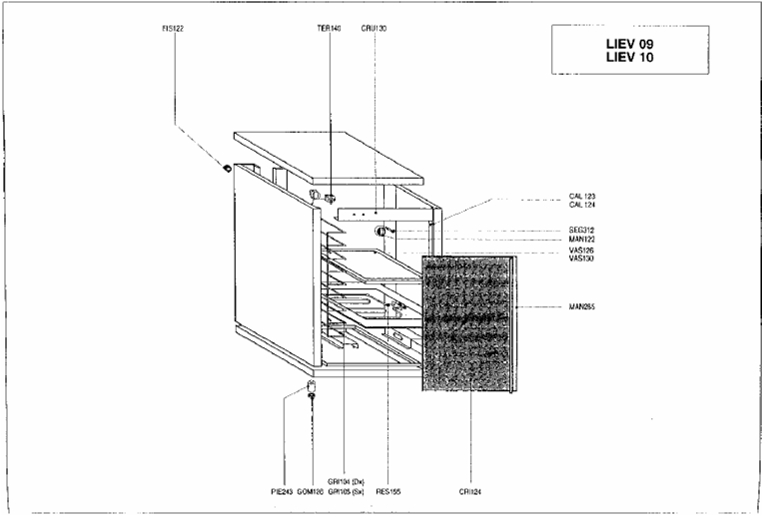 FIS122 TER140 CRU130
LIEV 09
LIEV 10
CAL 123
CAL 124
SEG312
MAN122
VAS126
VAS130
MAN265
GRI104 (Dx)
PIE243 GOM120 GRI105 (Sx) RES155 CRI124